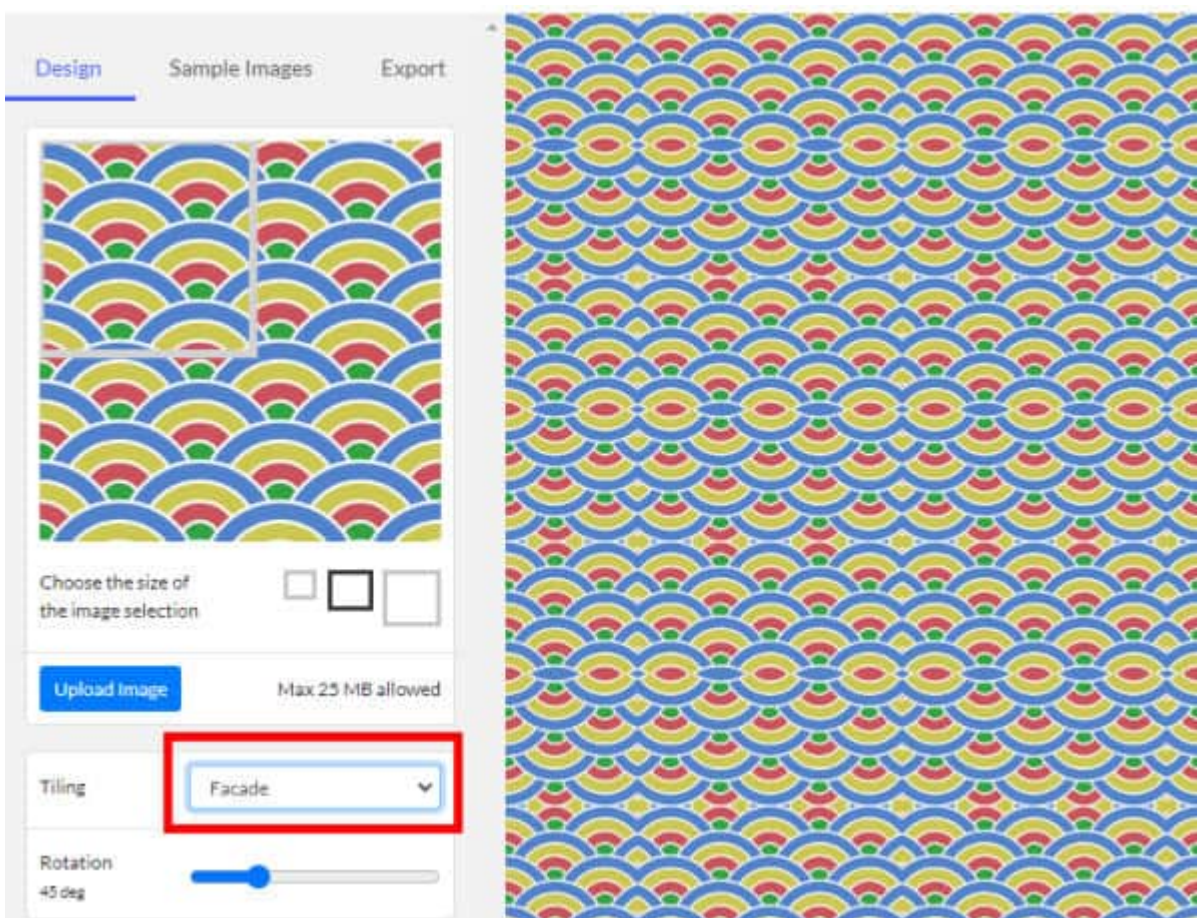 Design Sample Images Export
Choose the size of
the image selection
Upload Image Max 25 MB allowed
Tiling Facade
Rotation
45 deg